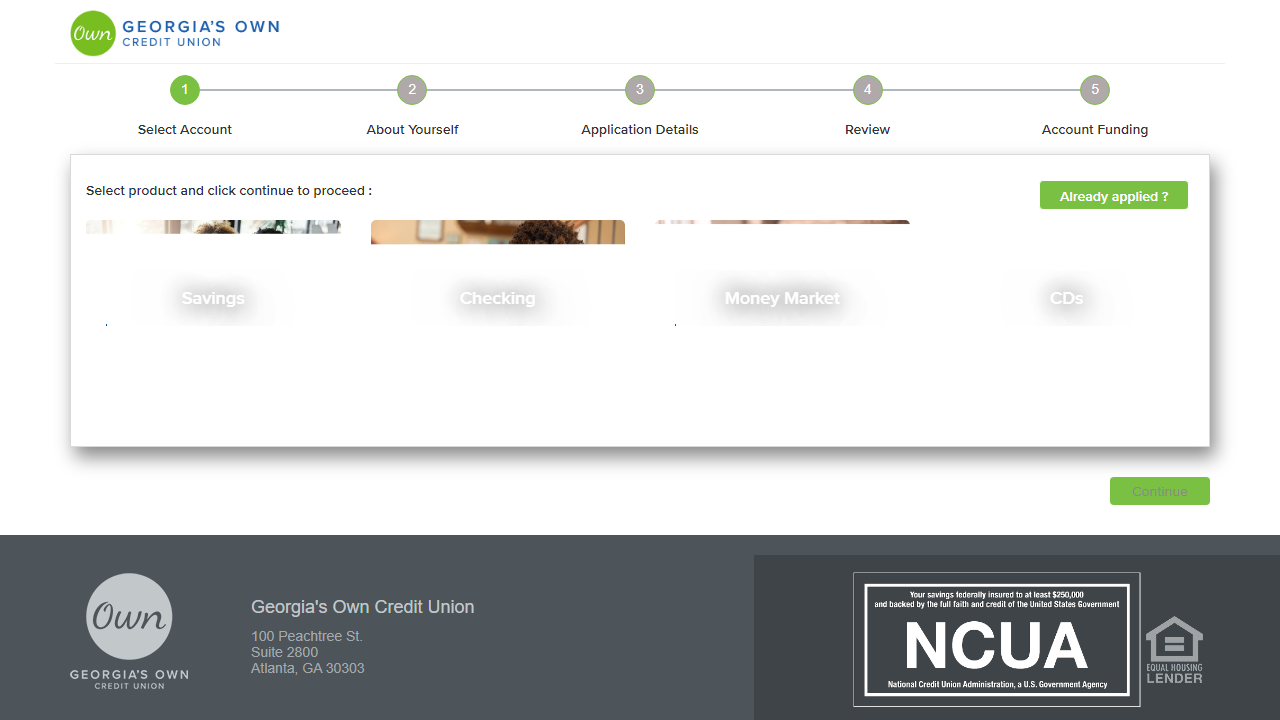 Own
GEORGIA'S OWN
CREDIT UNION
1
2
3
4
5
Select Account
About Yourself
Application Details
Review
Account Funding
Select product and click continue to proceed :
Already applied ?
Savings
Checking
Money Market
CDs
Continue
Own
GEORGIA'S OWN
CREDIT UNION
Georgia's Own Credit Union
100 Peachtree St.
Suite 2800
Atlanta, GA 30303
Your savings federally insured to at least $250,000
and backed by the full faith and credit of the United States Government
NCUA
National Credit Union Administration, a U.S. Government Agency
EQUAL HOUSING
LENDER